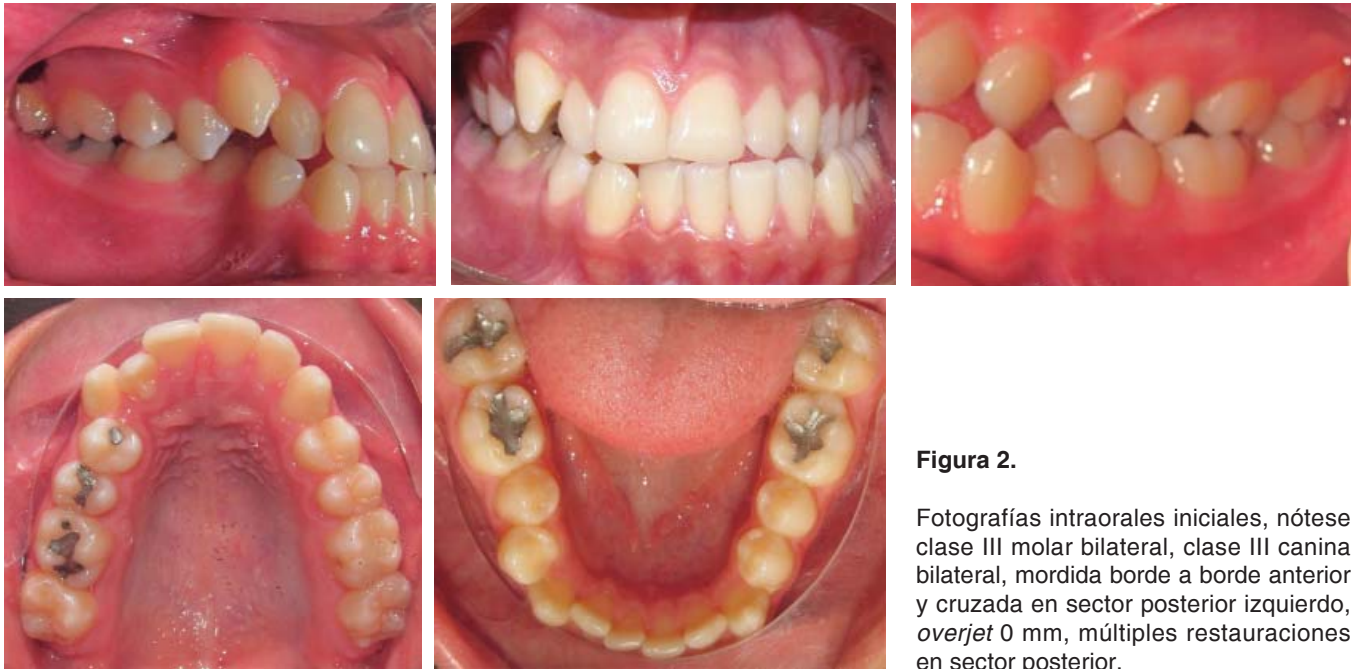 Figura 2.
Fotografías intraorales iniciales, nótese
clase III molar bilateral, clase III canina
bilateral, mordida borde a borde anterior
y cruzada en sector posterior izquierdo,
overjet 0 mm, múltiples restauraciones
en sector posterior.